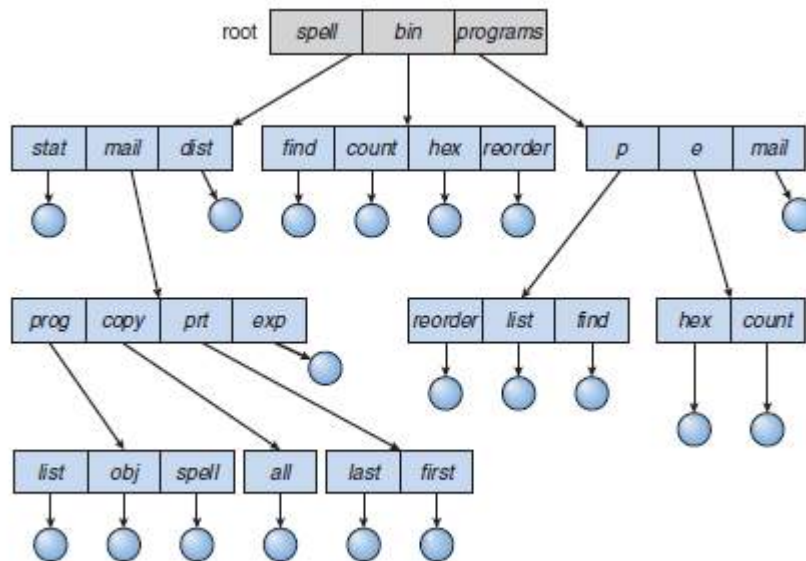 root spell bin programs
stat mail dist find count hex reorder p e mail
prog copy prt exp reorder list find hex count
list obj spell all last first